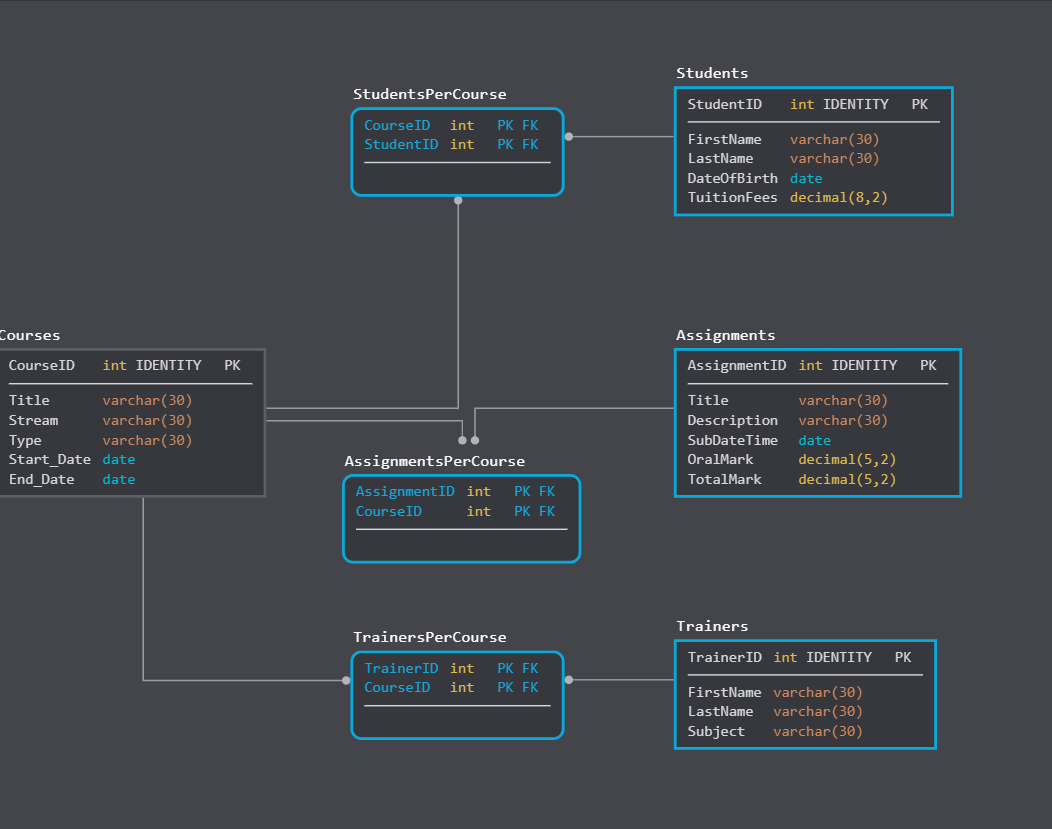 Students
StudentID int IDENTITY PK
FirstName varchar(30)
LastName varchar(30)
DateOfBirth date
TuitionFees decimal(8,2)
StudentsPerCourse
CourseID int PK FK
StudentID int PK FK
Courses
CourseID int IDENTITY PK
Title varchar(30)
Stream varchar(30)
Type varchar(30)
Start_Date date
End_Date date
Assignments
AssignmentID int IDENTITY PK
Title varchar(30)
Description varchar(30)
SubDateTime date
OralMark decimal(5,2)
TotalMark decimal(5,2)
AssignmentsPerCourse
AssignmentID int PK FK
CourseID int PK FK
TrainersPerCourse
TrainerID int PK FK
CourseID int PK FK
Trainers
TrainerID int IDENTITY PK
FirstName varchar(30)
LastName varchar(30)
Subject varchar(30)